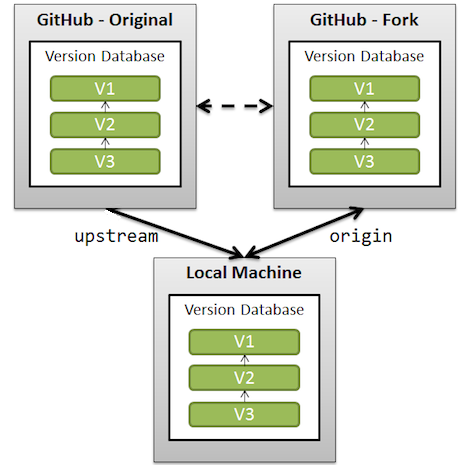 GitHub - Original
Version Database
V1
V2
V3
GitHub - Fork
Version Database
V1
V2
V3
upstream
origin
Local Machine
Version Database
V1
V2
V3